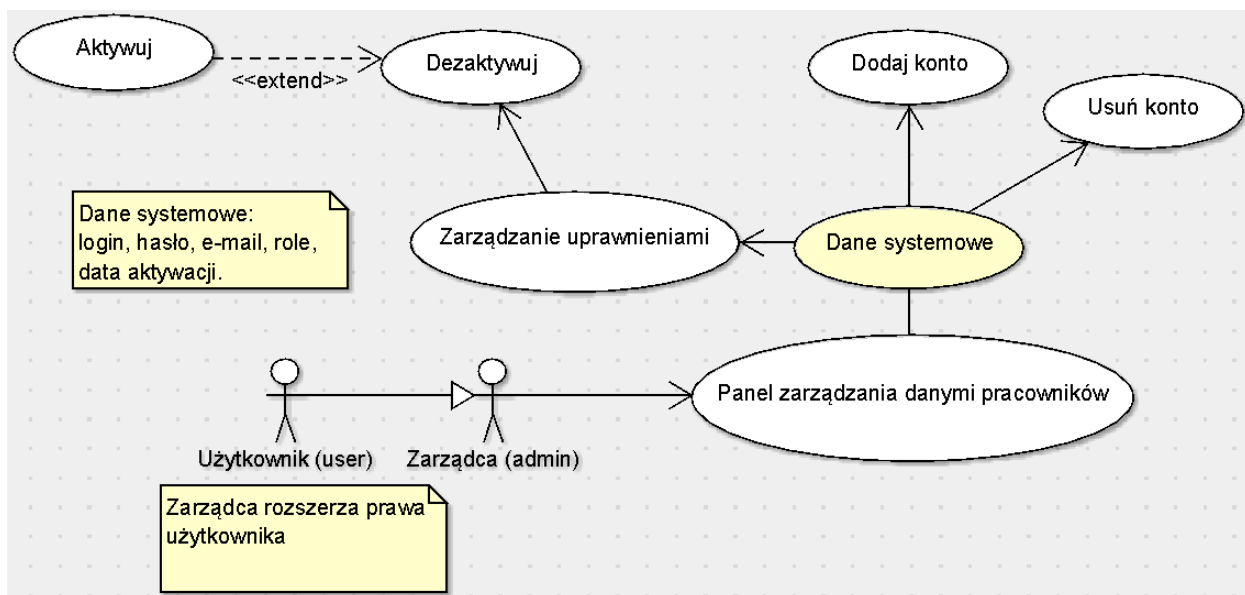 Aktywuj
<<extend>>
Dezaktywuj
Dodaj konto
Usuń konto
Dane systemowe:
login, hasło, e-mail, role,
data aktywacji.
Zarządzanie uprawnieniami
Dane systemowe
Panel zarządzania danymi pracowników
Użytkownik (user)
Zarządca (admin)
Zarządca rozszerza prawa
użytkownika